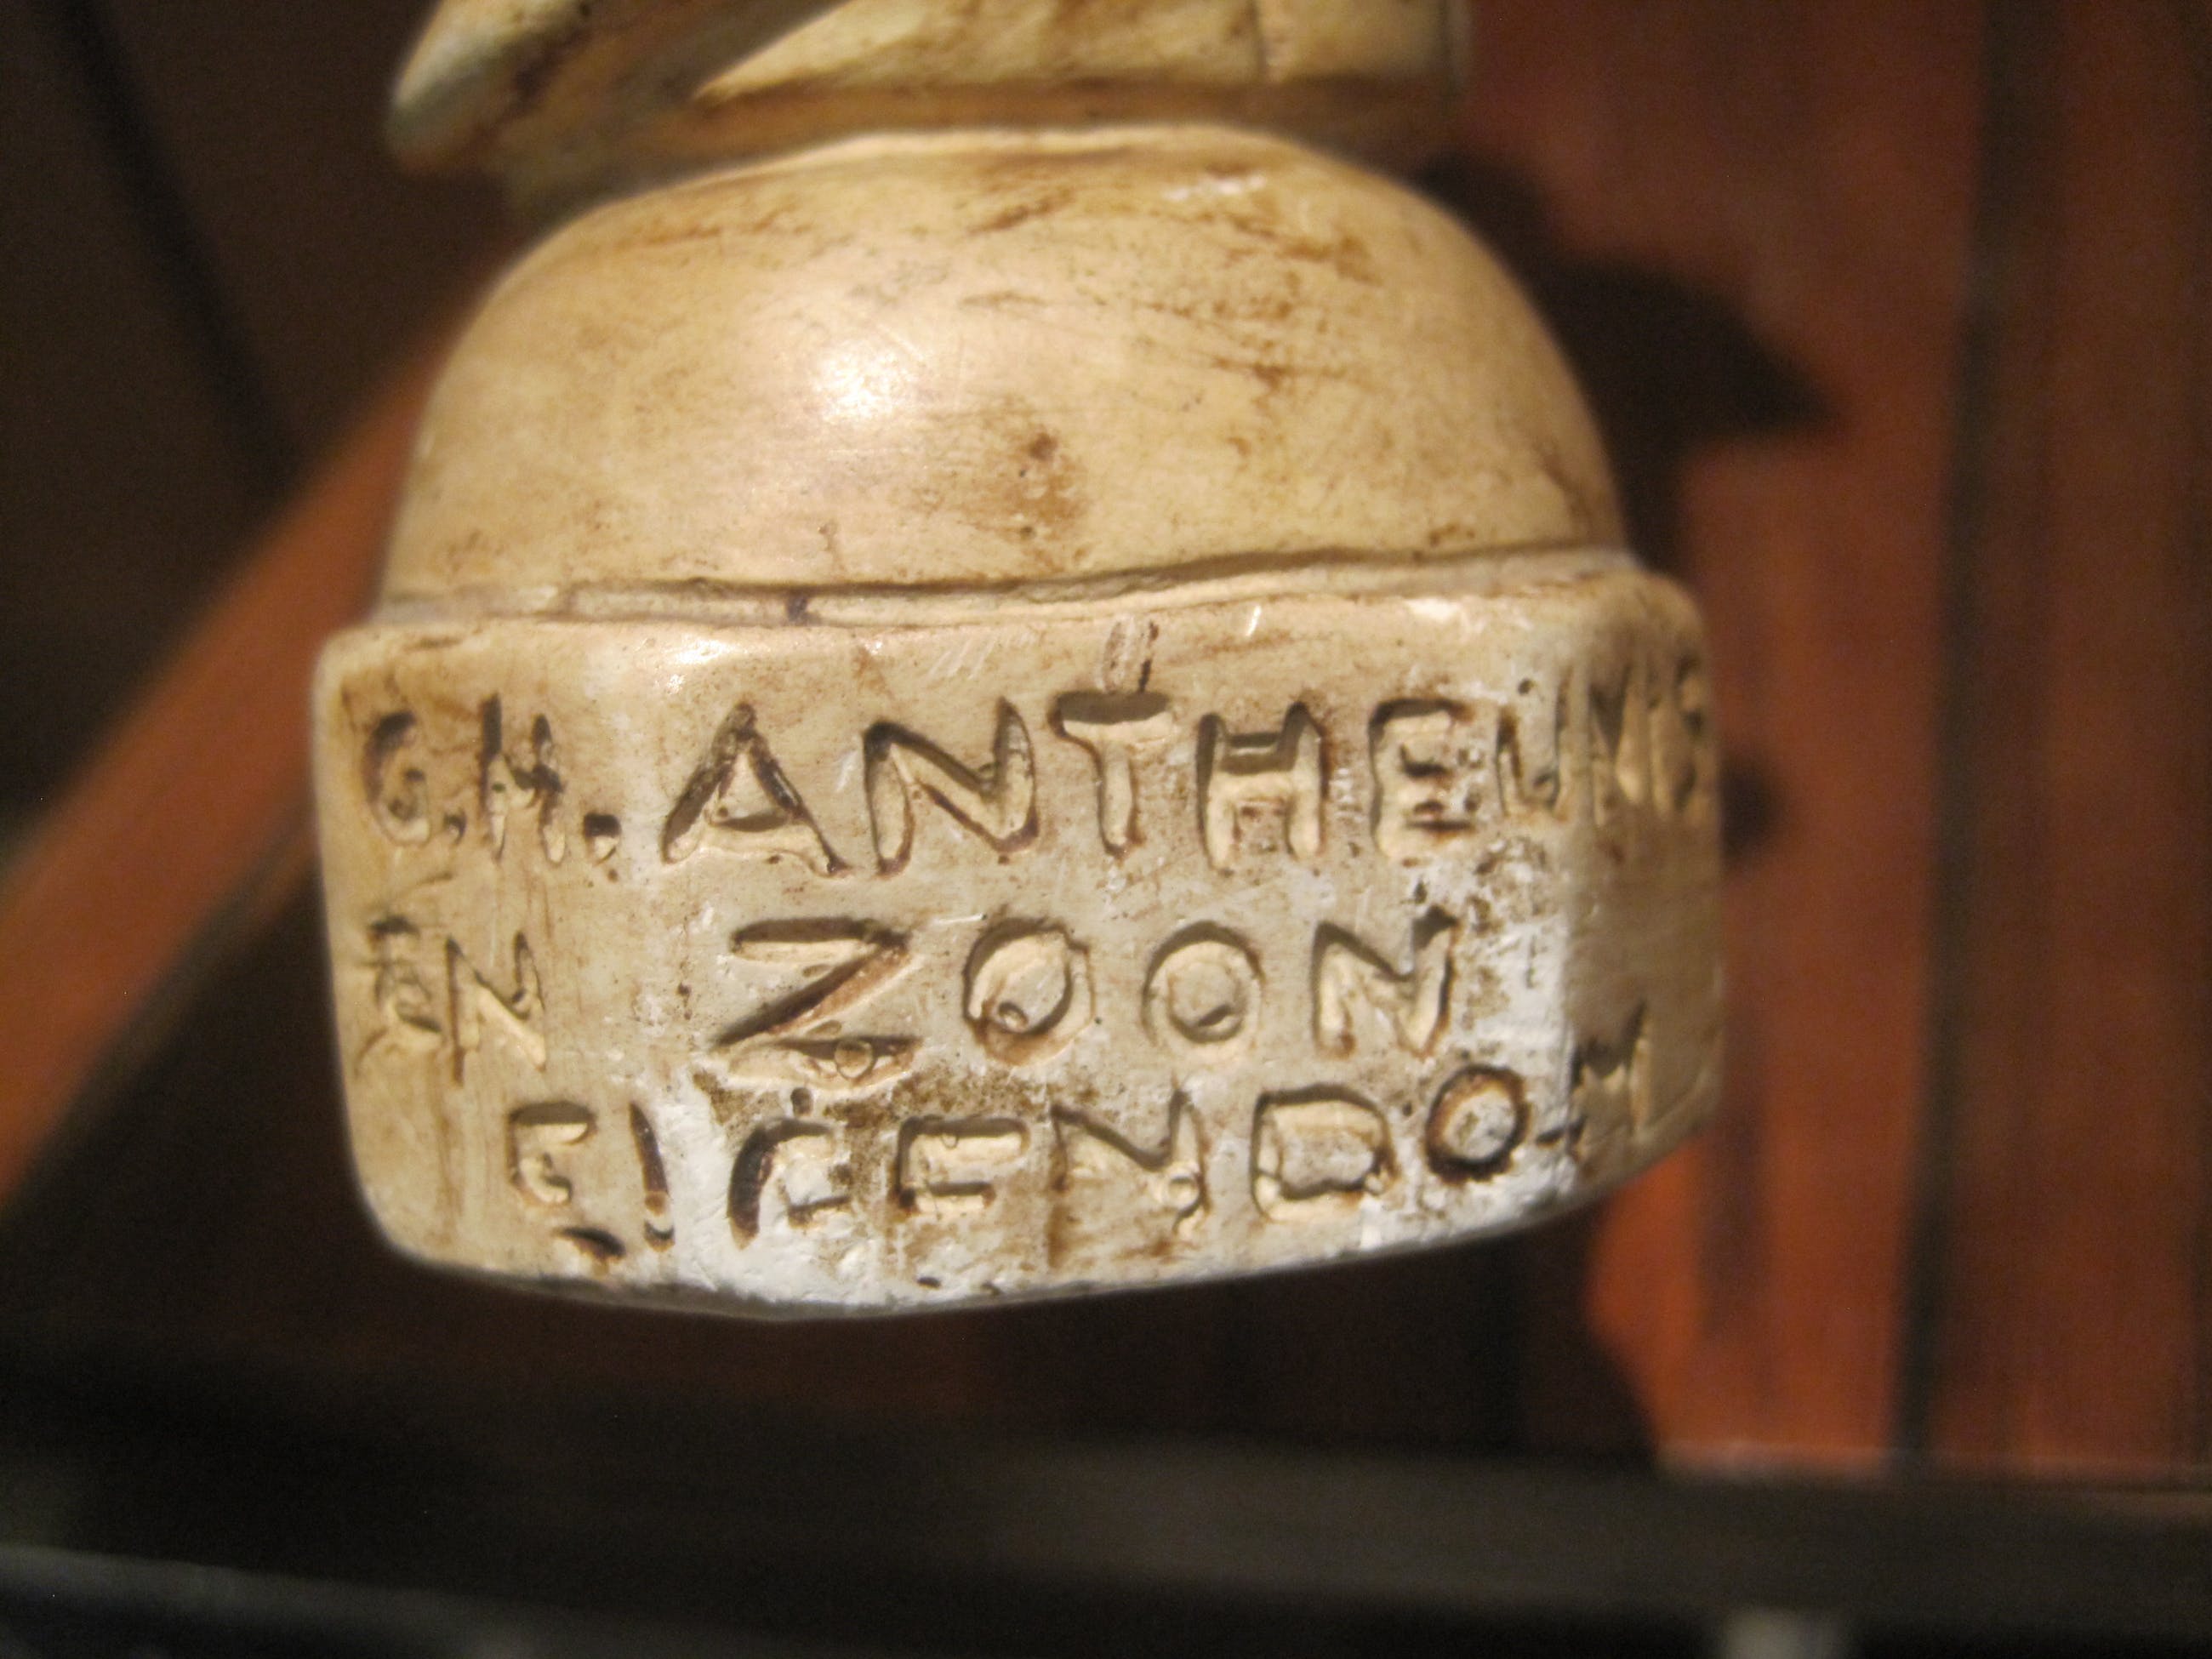 G.H. ANTHEUNIS
EN ZOON
EIGENDOM